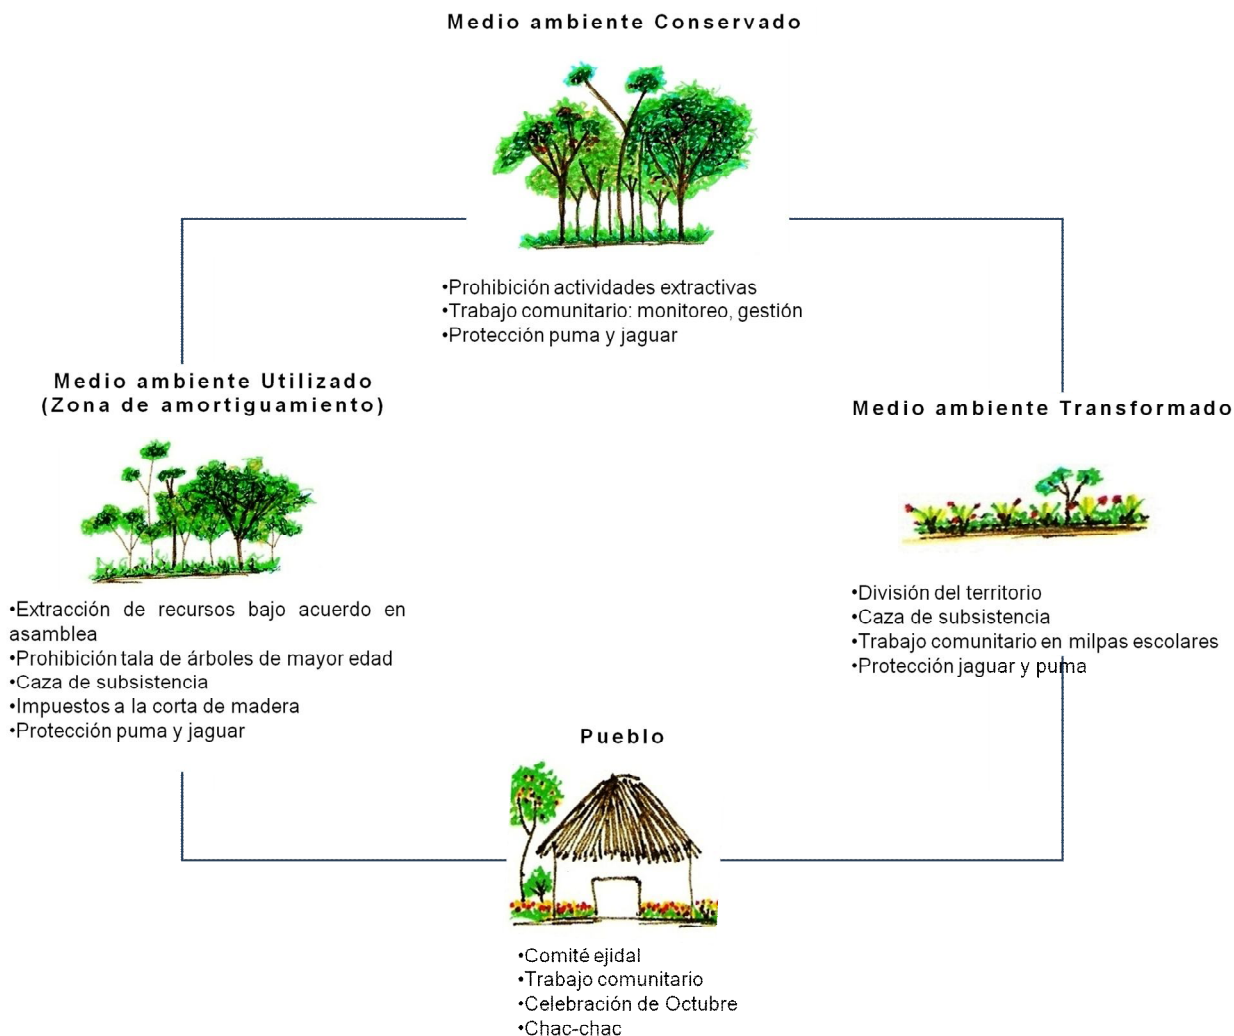 Medio ambiente Conservado
•Prohibición actividades extractivas
•Trabajo comunitario: monitoreo, gestión
•Protección puma y jaguar
Medio ambiente Utilizado
(Zona de amortiguamiento)
•Extracción de recursos bajo acuerdo en
asamblea
•Prohibición tala de árboles de mayor edad
•Caza de subsistencia
•Impuestos a la corta de madera
•Protección puma y jaguar
Medio ambiente Transformado
•División del territorio
•Caza de subsistencia
•Trabajo comunitario en milpas escolares
•Protección jaguar y puma
Pueblo
•Comité ejidal
•Trabajo comunitario
•Celebración de Octubre
•Chac-chac